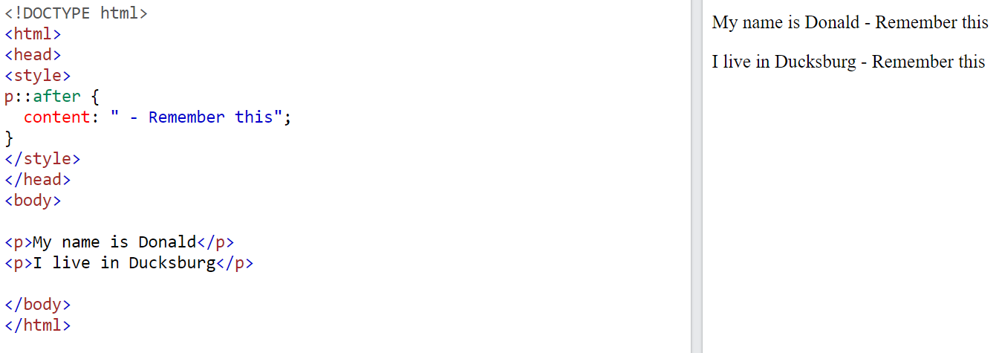 <!DOCTYPE html>
<html>
<head>
<style>
p::after {
  content: " - Remember this";
}
</style>
</head>
<body>
<p>My name is Donald</p>
<p>I live in Ducksburg</p>
</body>
</html>
My name is Donald - Remember this
I live in Ducksburg - Remember this